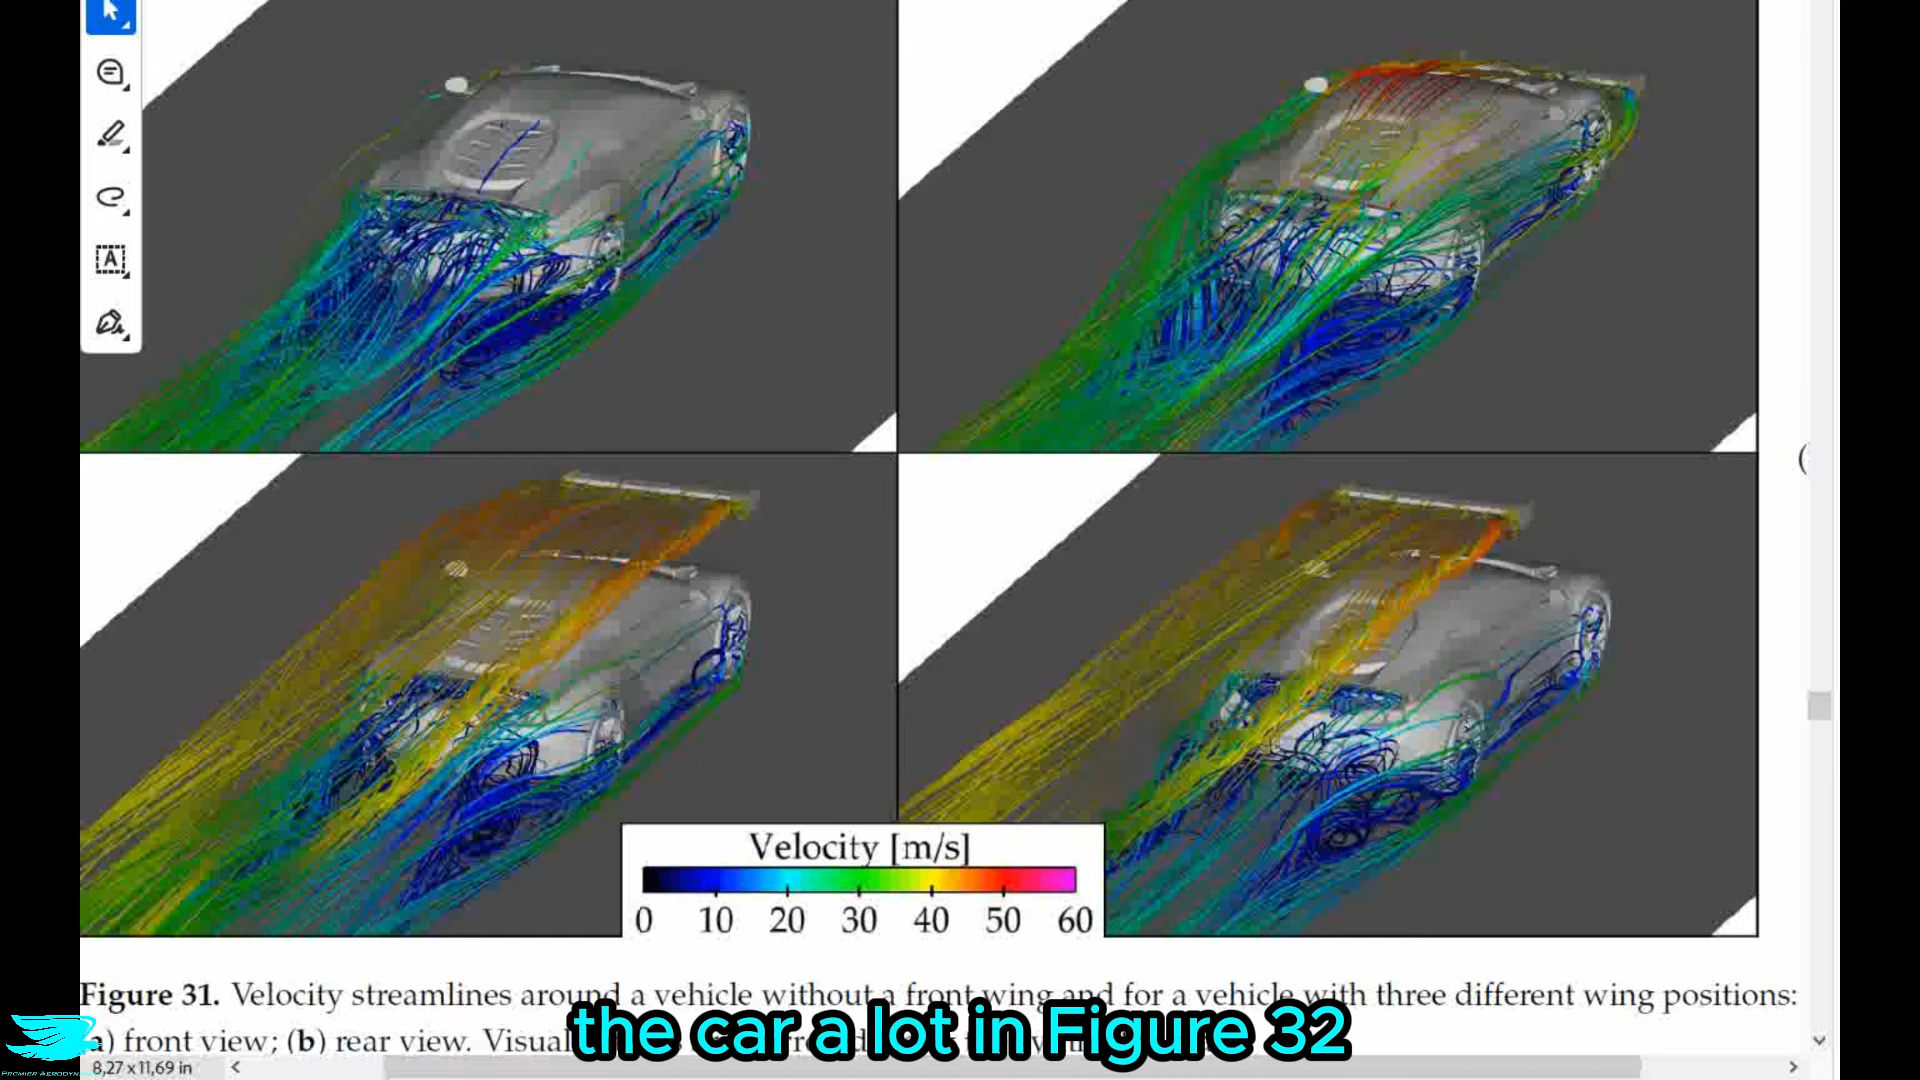 A
(
Velocity [m/s]
0 10 20 30 40 50 60
Figure 31. Velocity streamlines around a vehicle without a front wing and for a vehicle with three different wing positions:
a) front view; (b) rear view. Visual
the car a lot in Figure 32
8,27 x 11,69 in